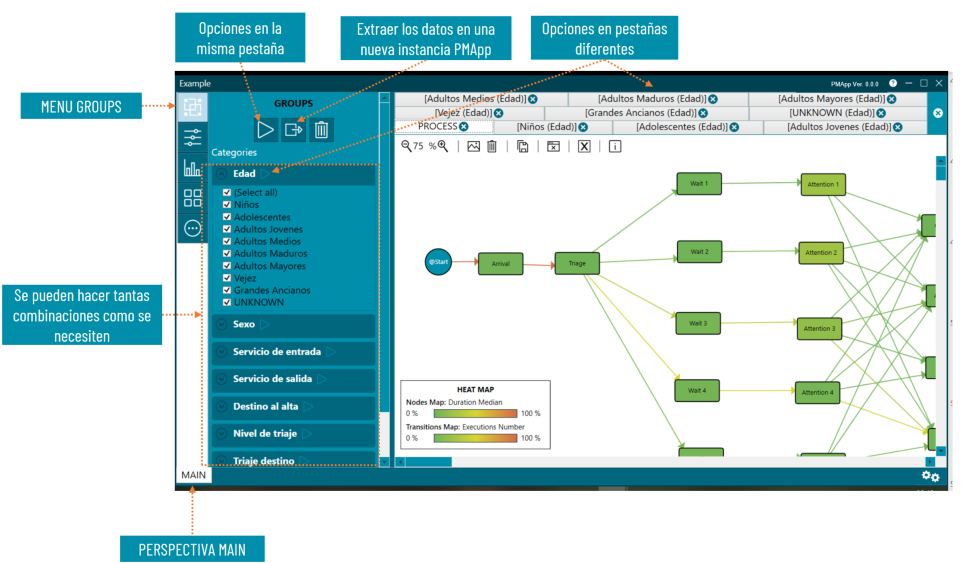 Opciones en la
misma pestaña
Extraer los datos en una
nueva instancia PMApp
Opciones en pestañas
diferentes
MENU GROUPS
Se pueden hacer tantas
combinaciones como se
necesiten
PERSPECTIVA MAIN
Example
PMApp Ver. 0.0.0
GROUPS
Categories
Edad
(Select all)
Niños
Adolescentes
Adultos Jovenes
Adultos Medios
Adultos Maduros
Adultos Mayores
Vejez
Grandes Ancianos
UNKNOWN
Sexo
Servicio de entrada
Servicio de salida
Destino al alta
Nivel de triaje
Triaje destino
MAIN
[Adultos Medios (Edad)] [Adultos Maduros (Edad)] [Adultos Mayores (Edad)]
[Vejez (Edad)] [Grandes Ancianos (Edad)] [UNKNOWN (Edad)]
PROCESS [Niños (Edad)] [Adolescentes (Edad)] [Adultos Jovenes (Edad)]
75 %
Wait 1 Attention 1
Wait 2 Attention 2
@Start Arrival Triage
Wait 3 Attention 3
Wait 4 Attention 4
HEAT MAP
Nodes Map: Duration Median
0 % 100 %
Transitions Map: Executions Number
0 % 100 %